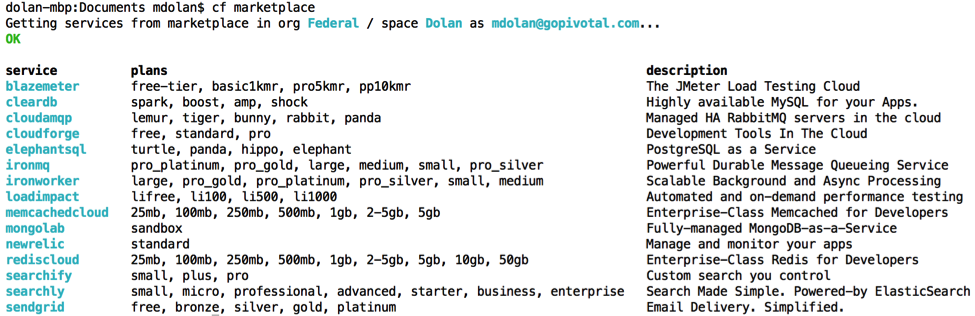 dolan-mbp:Documents mdolan$ cf marketplace
Getting services from marketplace in org Federal / space Dolan as mdolan@gopivotal.com...
OK
service plans description
blazemeter free-tier, basic1kmr, pro5kmr, pp10kmr The JMeter Load Testing Cloud
cleardb spark, boost, amp, shock Highly available MySQL for your Apps.
cloudamqp lemur, tiger, bunny, rabbit, panda Managed HA RabbitMQ servers in the cloud
cloudforge free, standard, pro Development Tools In The Cloud
elephantsql turtle, panda, hippo, elephant PostgreSQL as a Service
ironmq pro_platinum, pro_gold, large, medium, small, pro_silver Powerful Durable Message Queueing Service
ironworker large, pro_gold, pro_platinum, pro_silver, small, medium Scalable Background and Async Processing
loadimpact lifree, li100, li500, li1000 Automated and on-demand performance testing
memcachedcloud 25mb, 100mb, 250mb, 500mb, 1gb, 2-5gb, 5gb Enterprise-Class Memcached for Developers
mongolab sandbox Fully-managed MongoDB-as-a-Service
newrelic standard Manage and monitor your apps
rediscloud 25mb, 100mb, 250mb, 500mb, 1gb, 2-5gb, 5gb, 10gb, 50gb Enterprise-Class Redis for Developers
searchify small, plus, pro Custom search you control
searchly small, micro, professional, advanced, starter, business, enterprise Search Made Simple. Powered-by ElasticSearch
sendgrid free, bronze, silver, gold, platinum Email Delivery. Simplified.